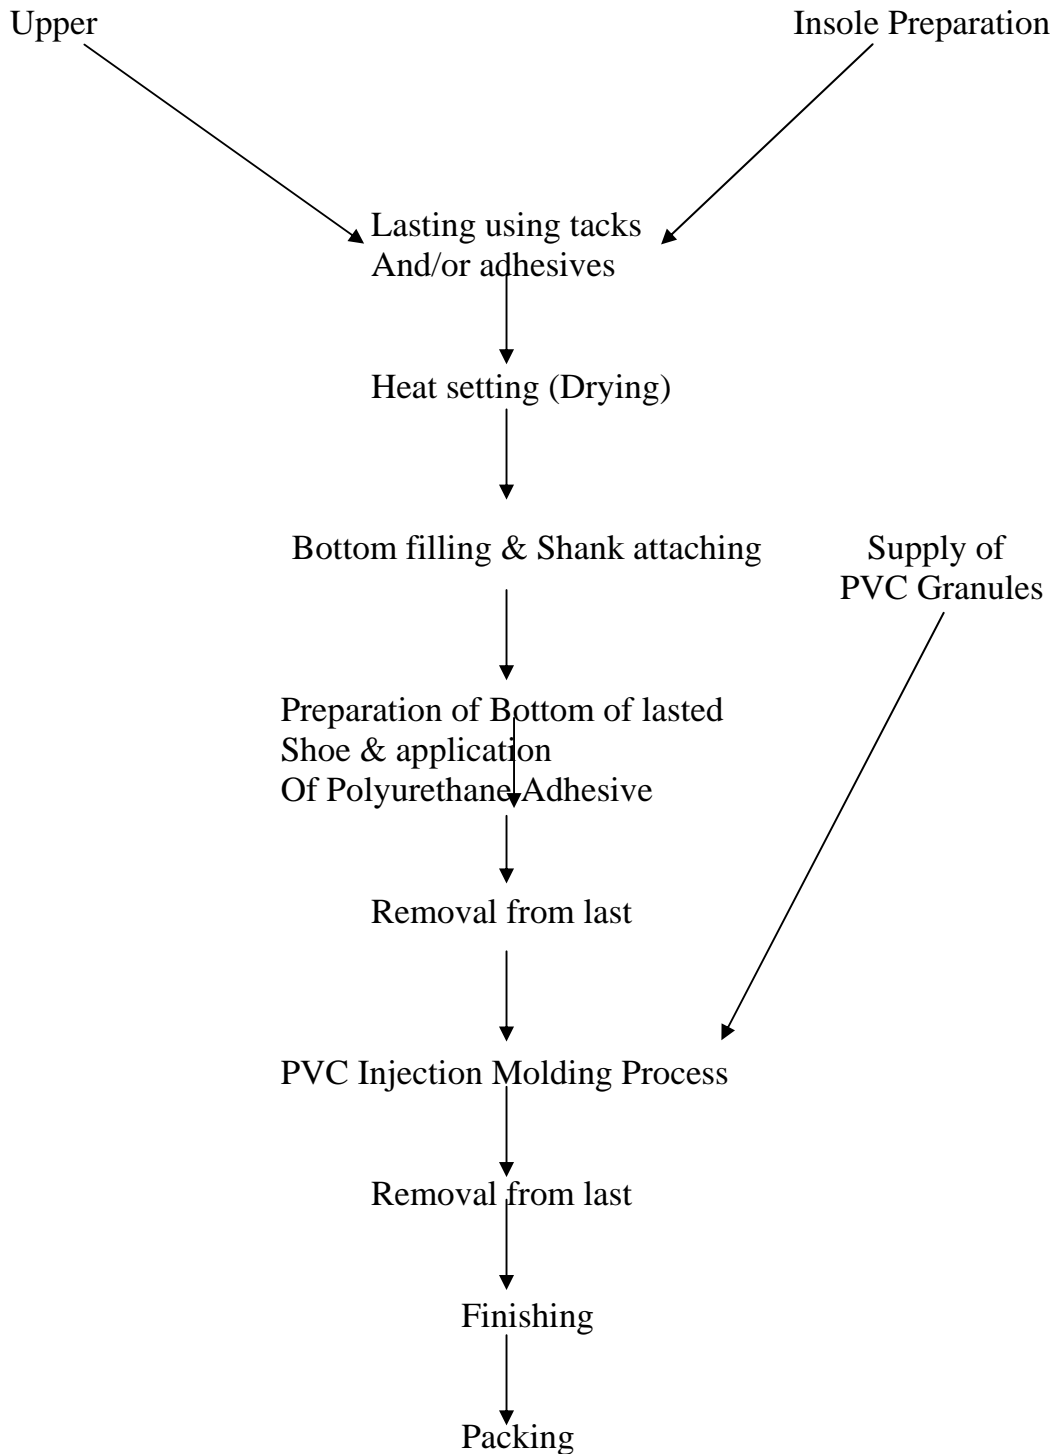 Upper
Insole Preparation
Lasting using tacks
And/or adhesives
Heat setting (Drying)
Bottom filling & Shank attaching
Supply of
PVC Granules
Preparation of Bottom of lasted
Shoe & application
Of Polyurethane Adhesive
Removal from last
PVC Injection Molding Process
Removal from last
Finishing
Packing